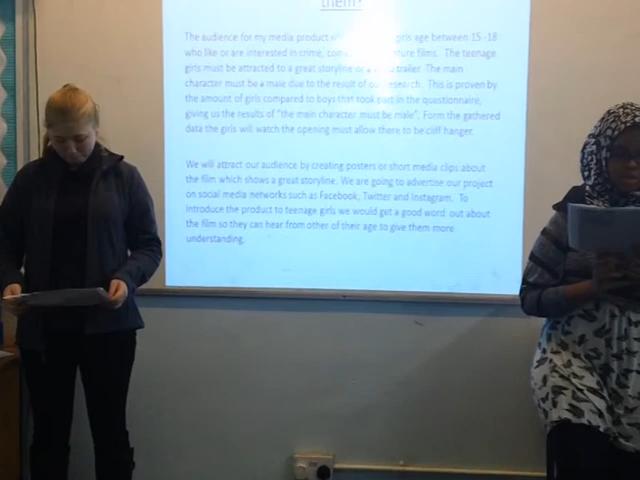 them?
The audience for my media product girls age between 15-18
who like or are interested in crime, films. The teenage
girls must be attracted to a great storyline or a trailer. The main
character must be a male due to the result of our research. This is proven by
the amount of girls compared to boys that took part in the questionnaire,
giving us the results of "the main character must be male". Form the gathered
data the girls will watch the opening must allow there to be cliff hanger.
We will attract our audience by creating posters or short media clips about
the film which shows a great storyline. We are going to advertise our project
on social media networks such as Facebook, Twitter and Instagram. To
introduce the product to teenage girls we would get a good word out about
the film so they can hear from other of their age to give them more
understanding.